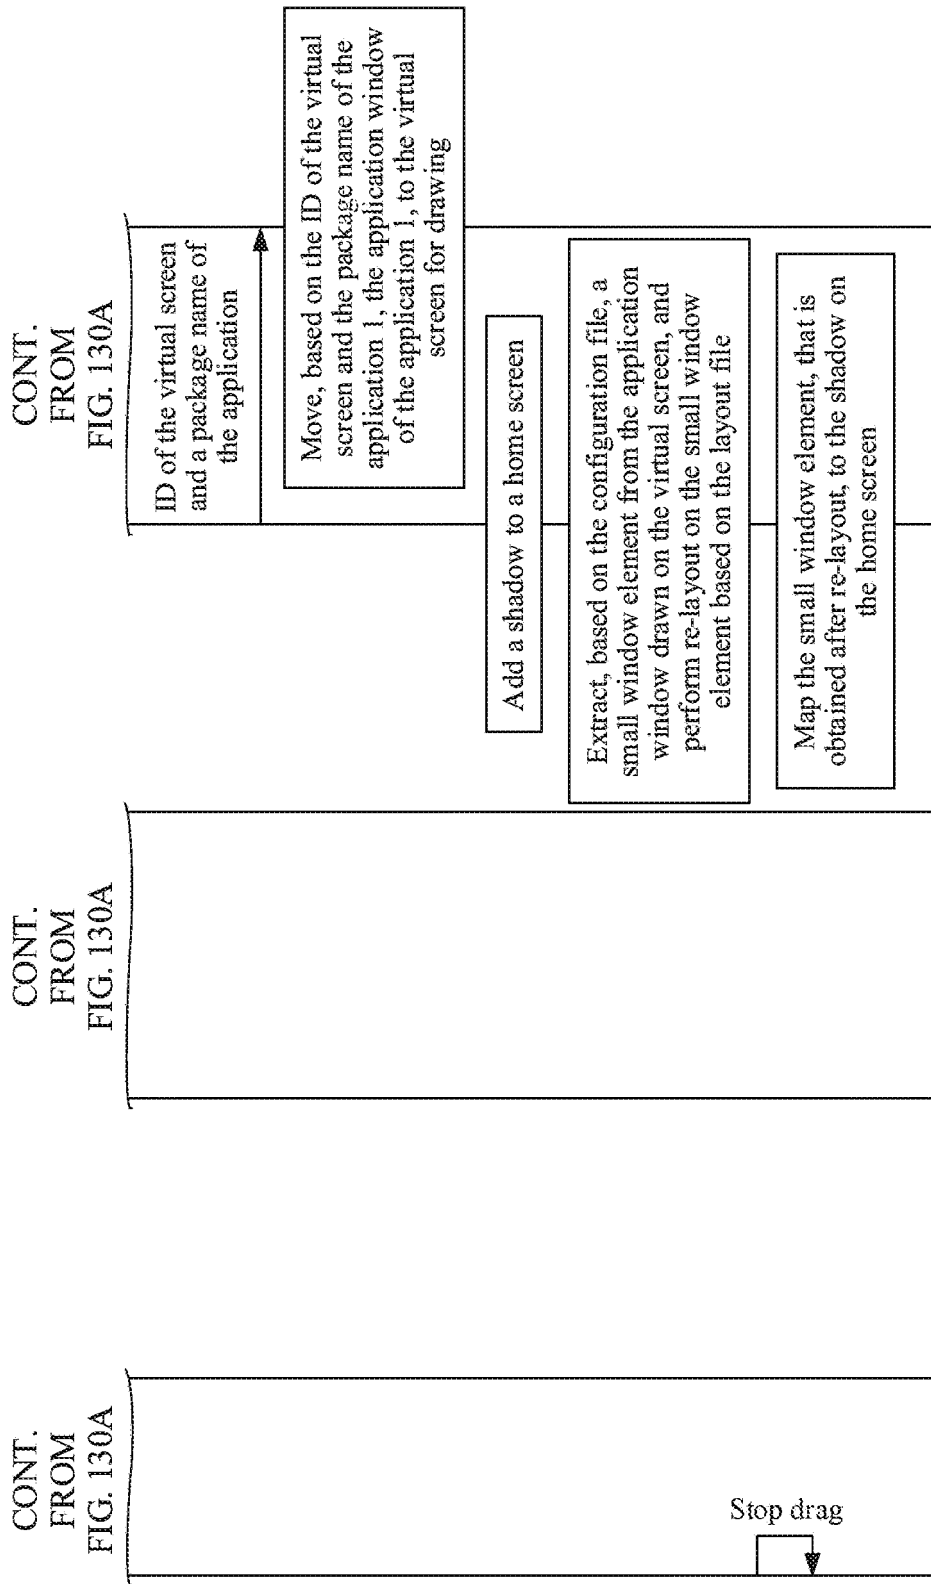 CONT.
FROM
FIG. 130A
CONT.
FROM
FIG. 130A
CONT.
FROM
FIG. 130A
ID of the virtual screen
and a package name of
the application
Move, based on the ID of the virtual
screen and the package name of the
application 1, the application window
of the application 1, to the virtual
screen for drawing
Add a shadow to a home screen
Extract, based on the configuration file, a
small window element from the application
window drawn on the virtual screen, and
perform re-layout on the small window
element based on the layout file
Stop drag
Map the small window element, that is
obtained after re-layout, to the shadow on
the home screen